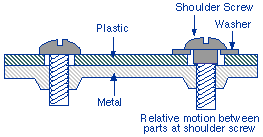 Shoulder Screw
Washer
Plastic
Metal
Relative motion between
parts at shoulder screw